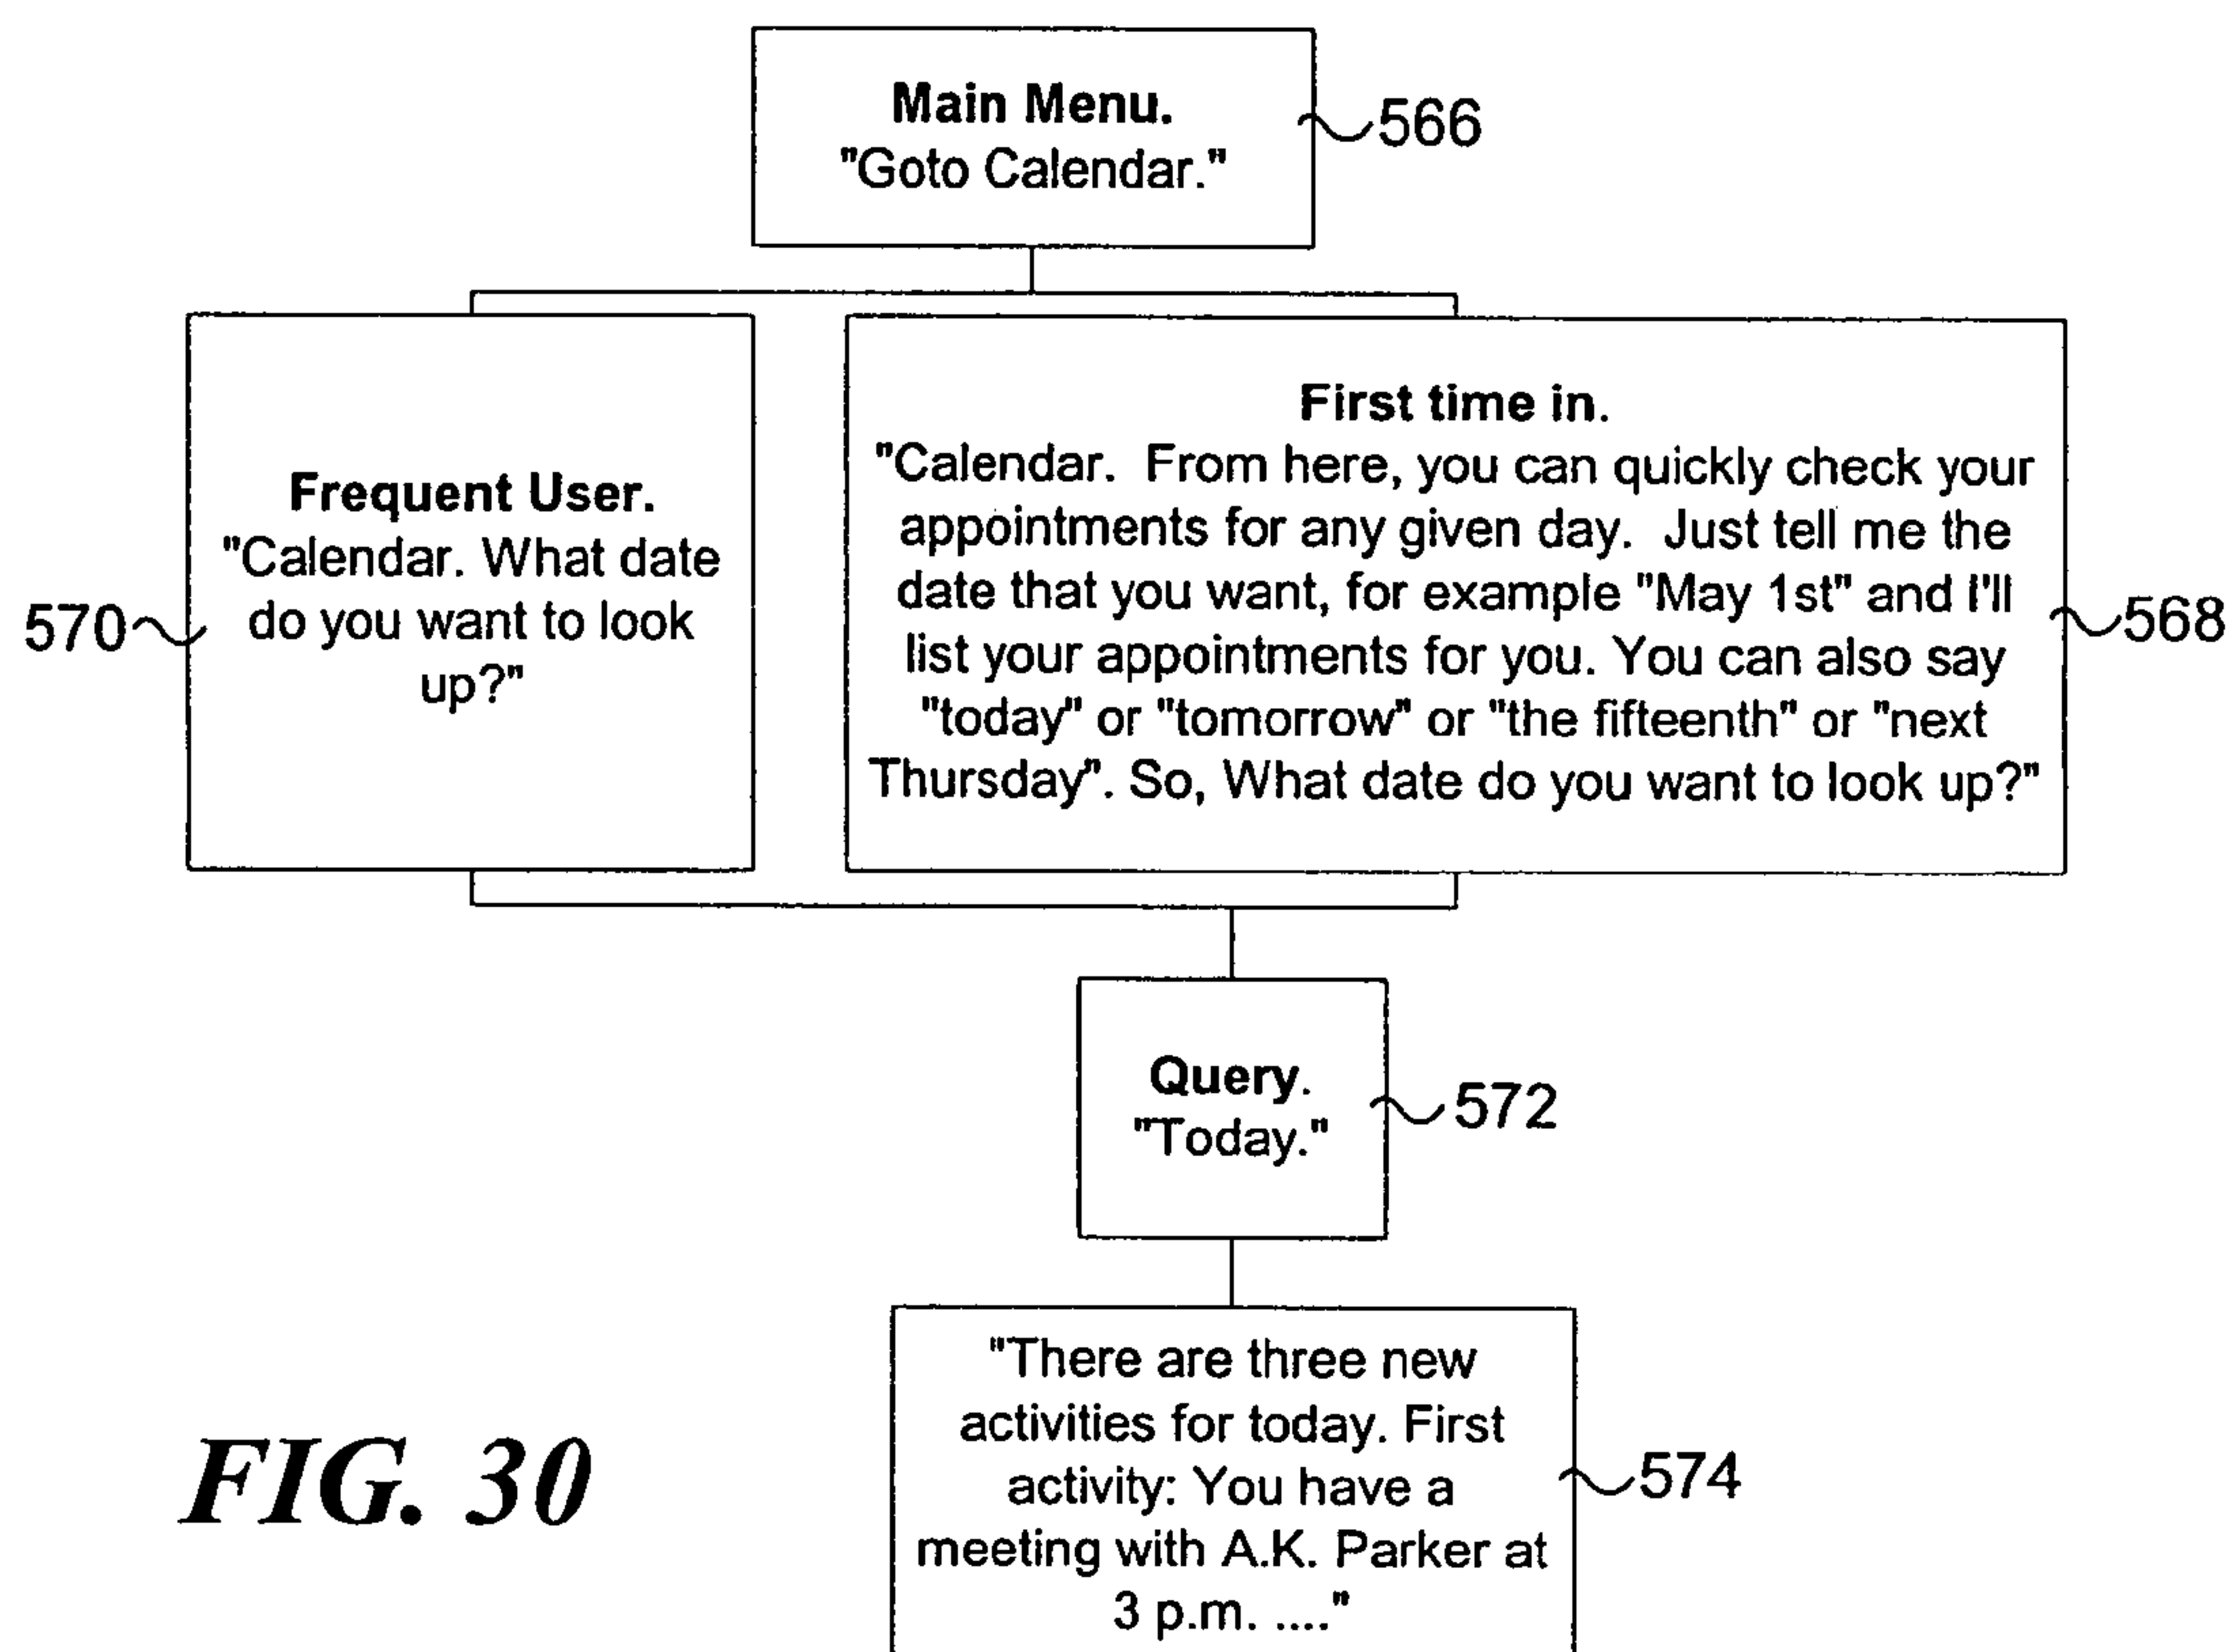 Main Menu.
"Goto Calendar."
566
Frequent User.
"Calendar. What date
do you want to look
up?"
570
First time in.
"Calendar.  From here, you can quickly check your
appointments for any given day.  Just tell me the
date that you want, for example "May 1st" and I'll
list your appointments for you. You can also say
"today" or "tomorrow" or "the fifteenth" or "next
Thursday". So, What date do you want to look up?"
568
Query.
"Today."
572
"There are three new
activities for today. First
activity: You have a
meeting with A.K. Parker at
3 p.m. ...."
574
FIG. 30